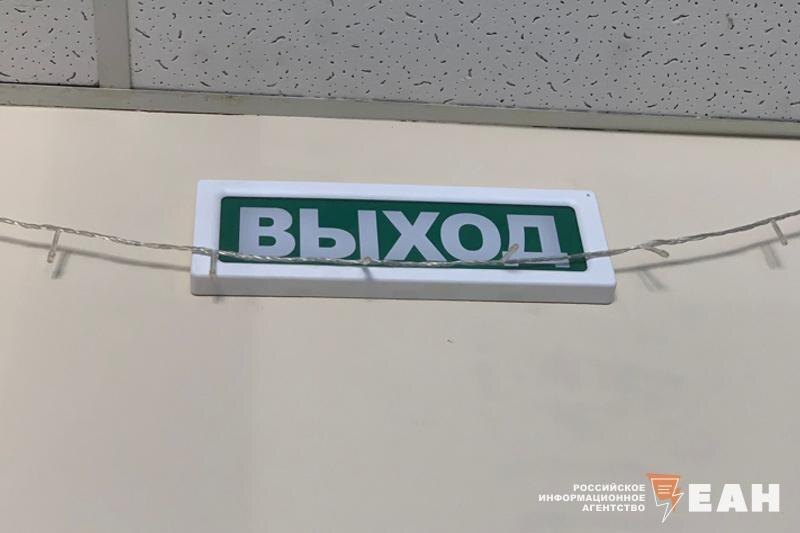 ВЫХОД
РОССИЙСКОЕ
ИНФОРМАЦИОННОЕ
АГЕНТСТВО
ЕАН